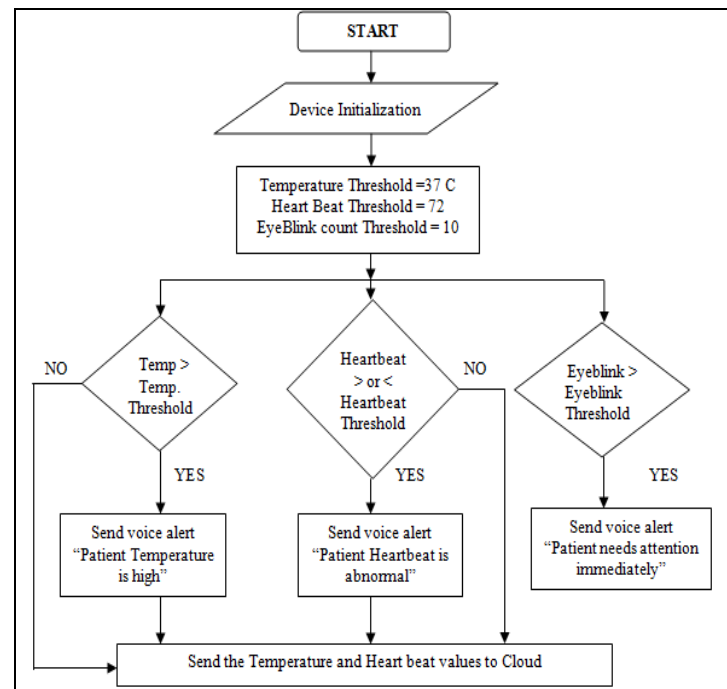 START
Device Initialization
Temperature Threshold =37 C
Heart Beat Threshold = 72
EyeBlink count Threshold = 10
NO
Temp >
Temp.
Threshold
YES
Heartbeat
> or <
Heartbeat
Threshold
NO
YES
Eyeblink >
Eyeblink
Threshold
YES
Send voice alert
“Patient Temperature
is high”
Send voice alert
“Patient Heartbeat is
abnormal”
Send voice alert
“Patient needs attention
immediately”
Send the Temperature and Heart beat values to Cloud